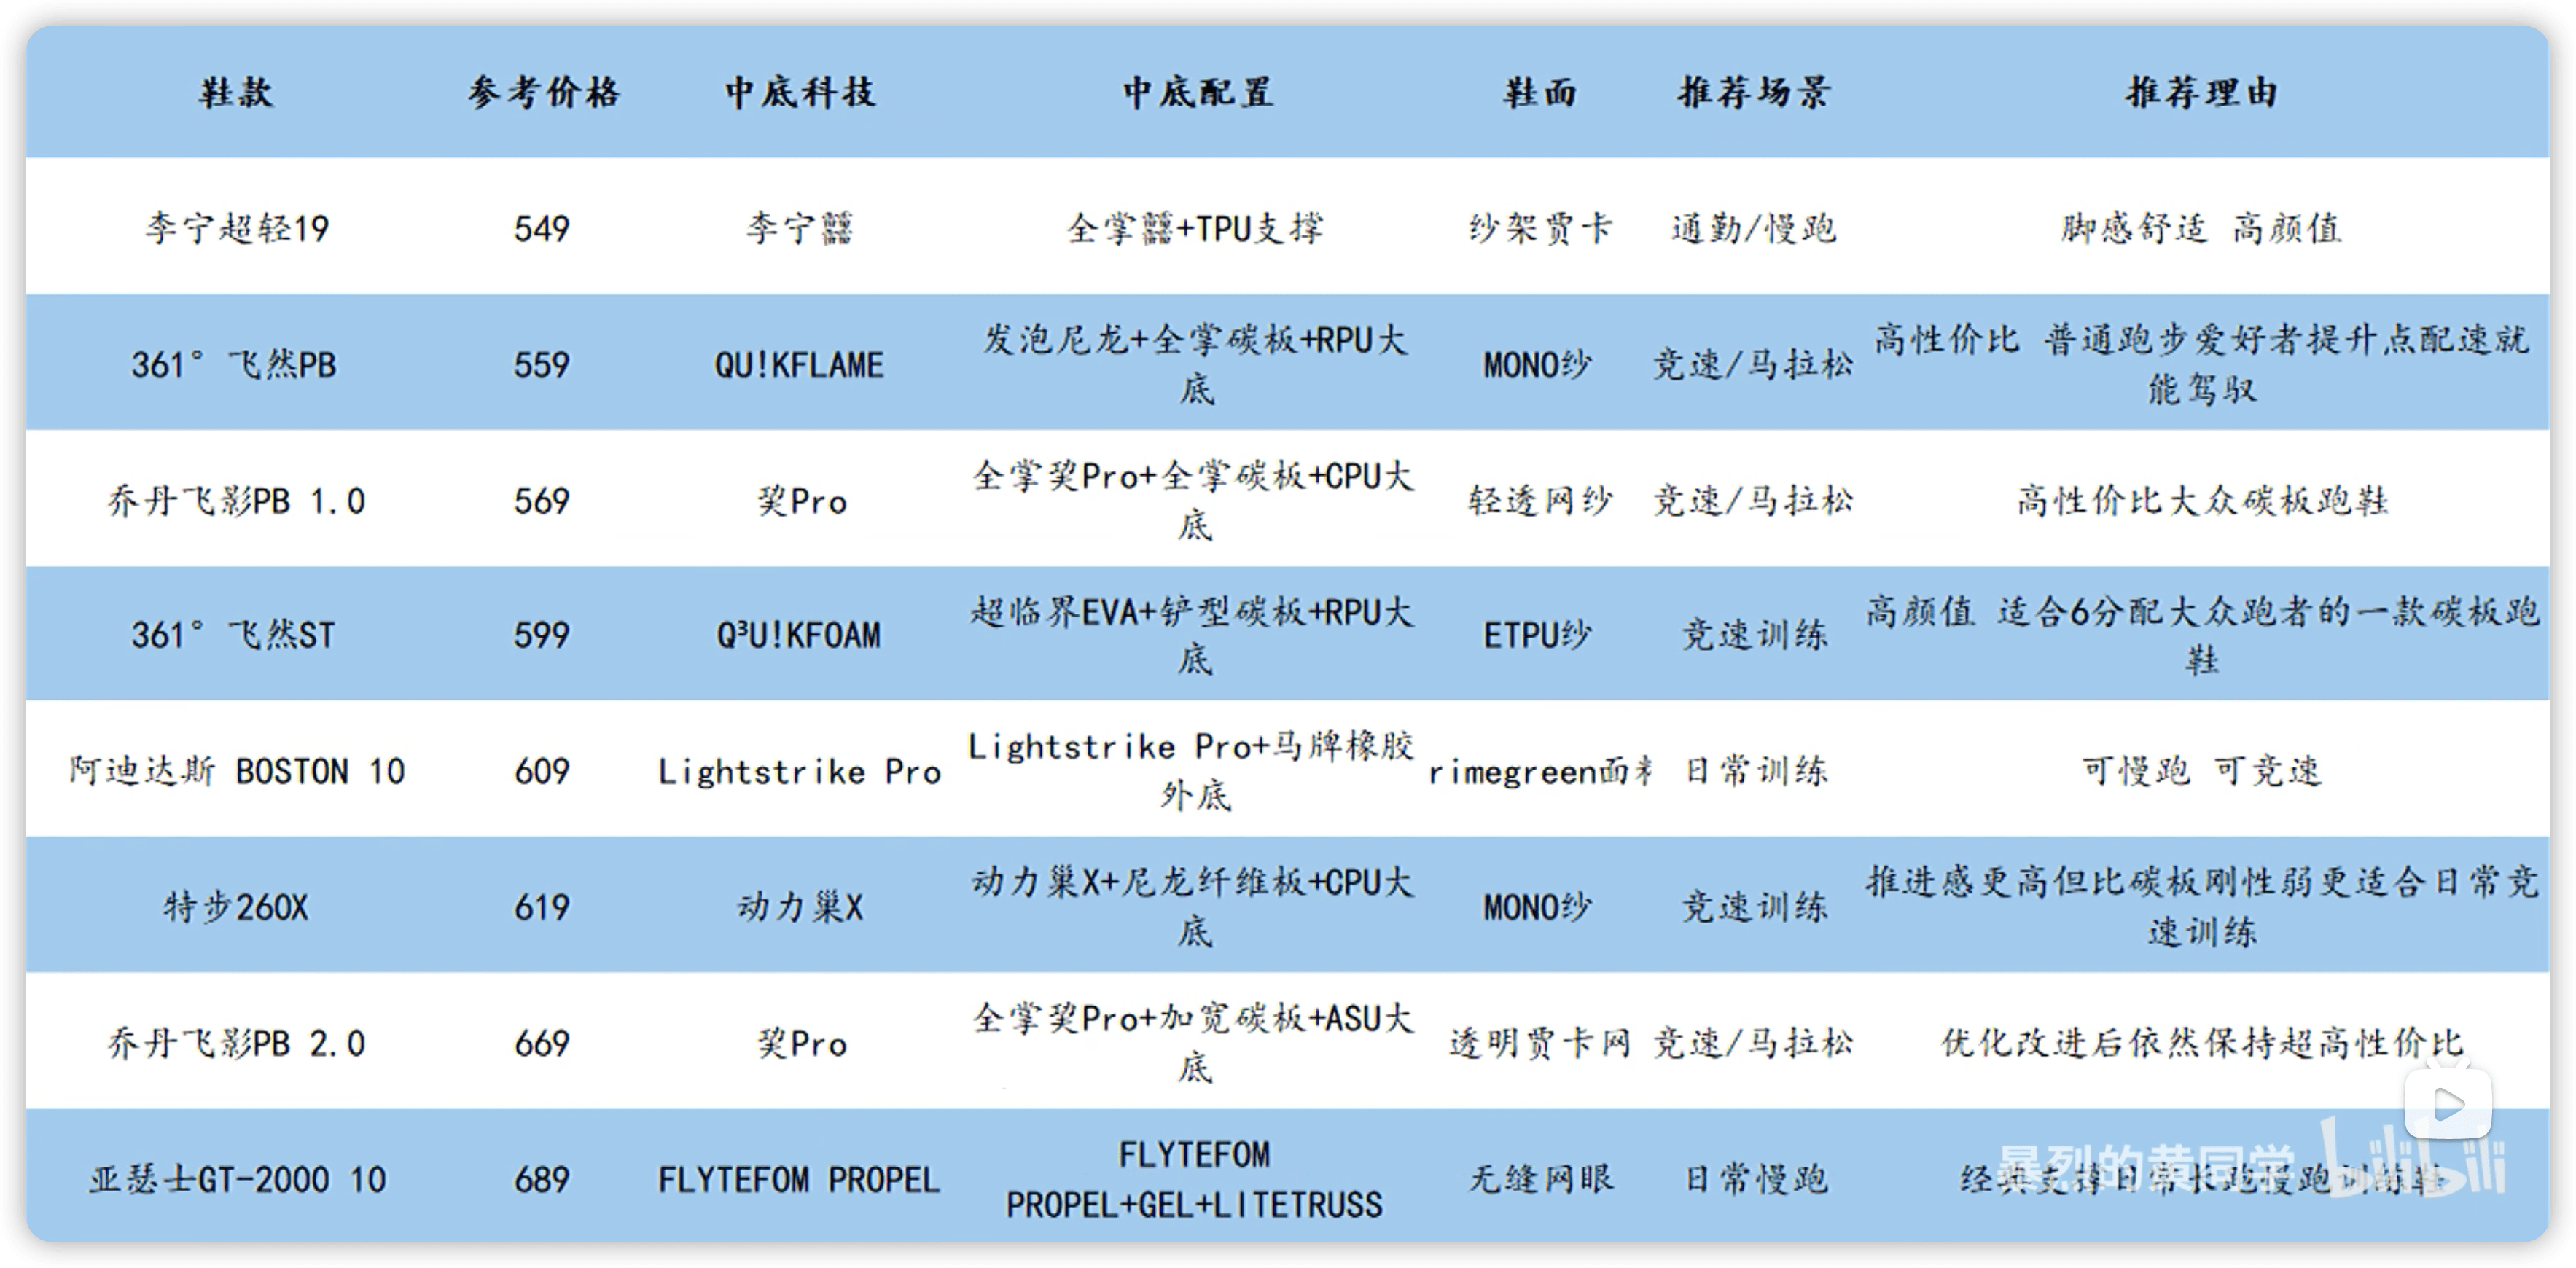 鞋款 参考价格 中底科技 中底配置 鞋面 推荐场景 推荐理由
李宁超轻19 549 李宁䨻 全掌䨻+TPU支撑 纱架贾卡 通勤/慢跑 脚感舒适 高颜值
361° 飞然PB 559 QU!KFLAME 发泡尼龙+全掌碳板+RPU大
底 MONO纱 竞速/马拉松 高性价比 普通跑步爱好者提升点配速就
能驾驭
乔丹飞影PB 1.0 569 巭Pro 全掌巭Pro+全掌碳板+CPU大
底 轻透网纱 竞速/马拉松 高性价比大众碳板跑鞋
361° 飞然ST 599 Q³U!KFOAM 超临界EVA+铲型碳板+RPU大
底 ETPU纱 竞速训练 高颜值 适合6分配大众跑者的一款碳板跑
鞋
阿迪达斯 BOSTON 10 609 Lightstrike Pro Lightstrike Pro+马牌橡胶
外底 rimegreen面 日常训练 可慢跑 可竞速
特步260X 619 动力巢X 动力巢X+尼龙纤维板+CPU大
底 MONO纱 竞速训练 推进感更高但比碳板刚性弱更适合日常竞
速训练
乔丹飞影PB 2.0 669 巭Pro 全掌巭Pro+加宽碳板+ASU大
底 透明贾卡网 竞速/马拉松 优化改进后依然保持超高性价比
亚瑟士GT-2000 10 689 FLYTEFOM PROPEL FLYTEFOM
PROPEL+GEL+LITETRUSS 无缝网眼 日常慢跑 经典支撑日常长跑慢跑训练鞋
暴烈的黄同学 bilibili